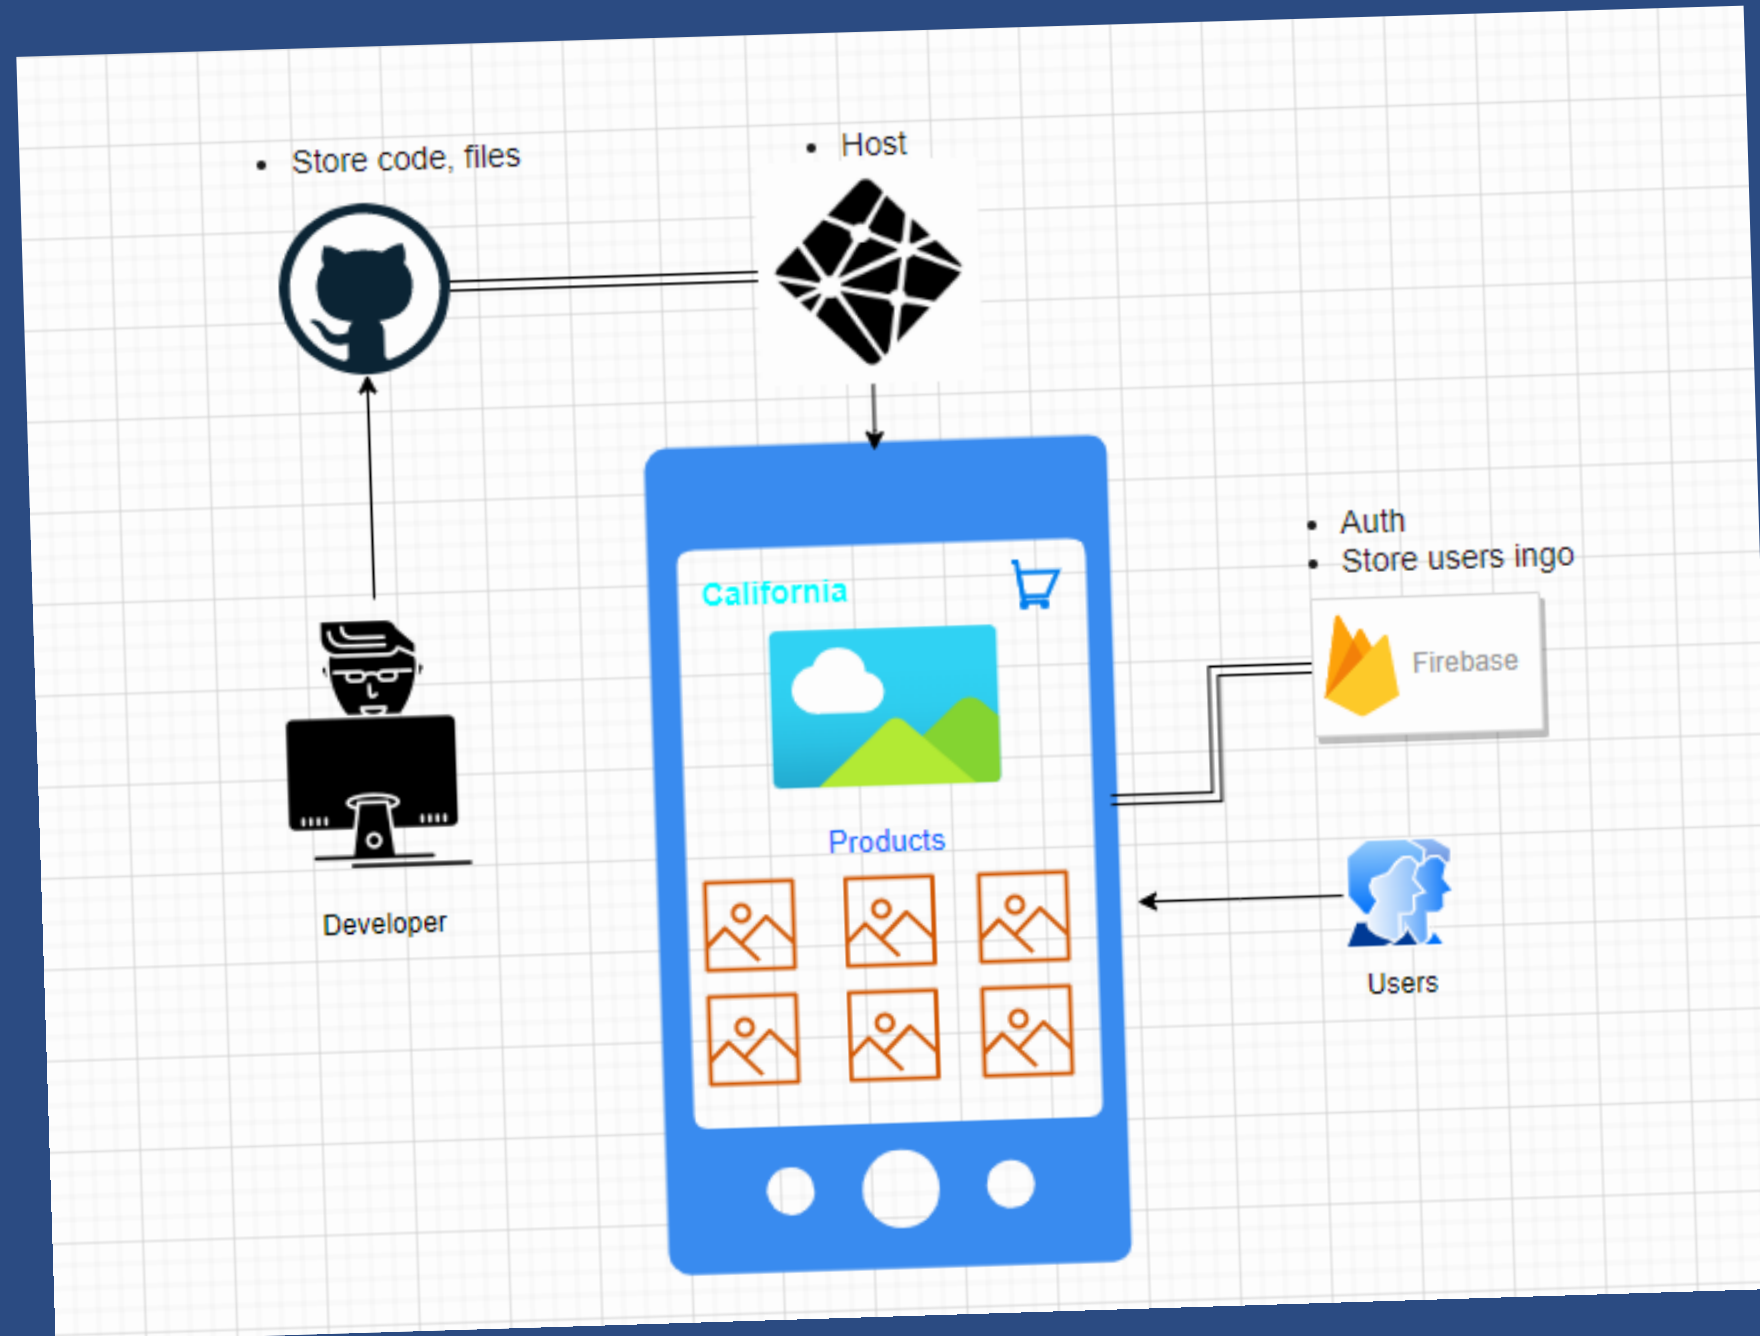 • Store code, files
• Host
California
• Auth
• Store users ingo
Firebase
Products
Developer
Users